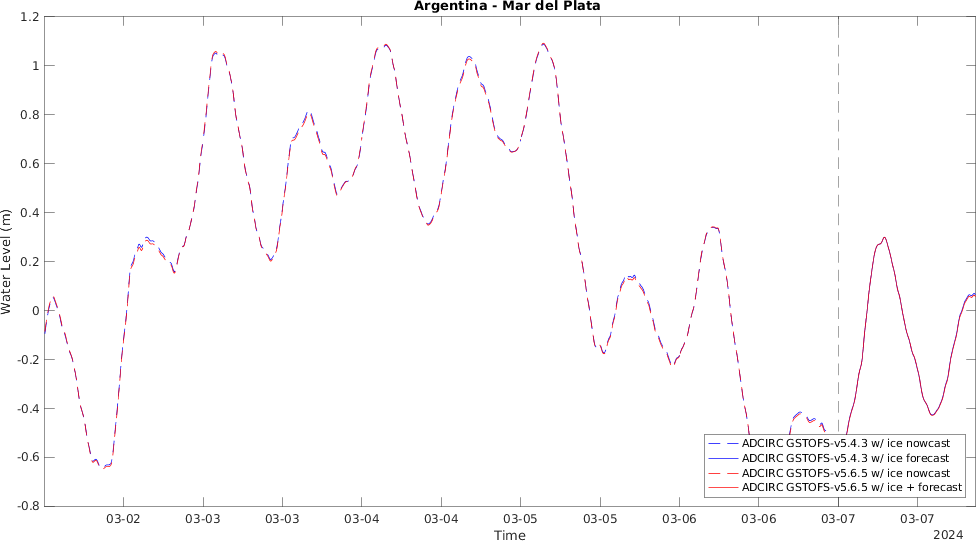 Argentina - Mar del Plata
1.2
1
0.8
0.6
0.4
0.2
0
-0.2
-0.4
-0.6
-0.8
Water Level (m)
ADCIRC GSTOFS-v5.4.3 w/ ice nowcast
ADCIRC GSTOFS-v5.4.3 w/ ice forecast
ADCIRC GSTOFS-v5.6.5 w/ ice nowcast
ADCIRC GSTOFS-v5.6.5 w/ ice + forecast
03-02 03-03 03-03 03-04 03-04 03-05 03-05 03-06 03-06 03-07 03-07
Time
2024